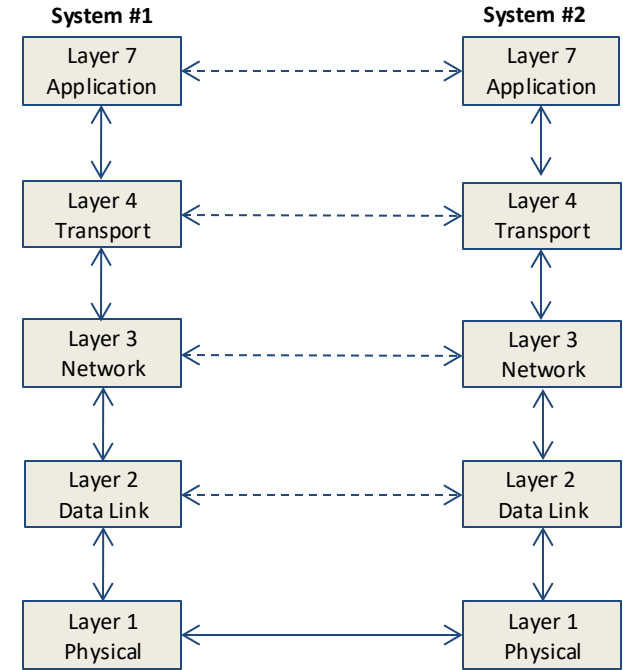 System #1
System #2
Layer 7
Application
Layer 7
Application
Layer 4
Transport
Layer 4
Transport
Layer 3
Network
Layer 3
Network
Layer 2
Data Link
Layer 2
Data Link
Layer 1
Physical
Layer 1
Physical